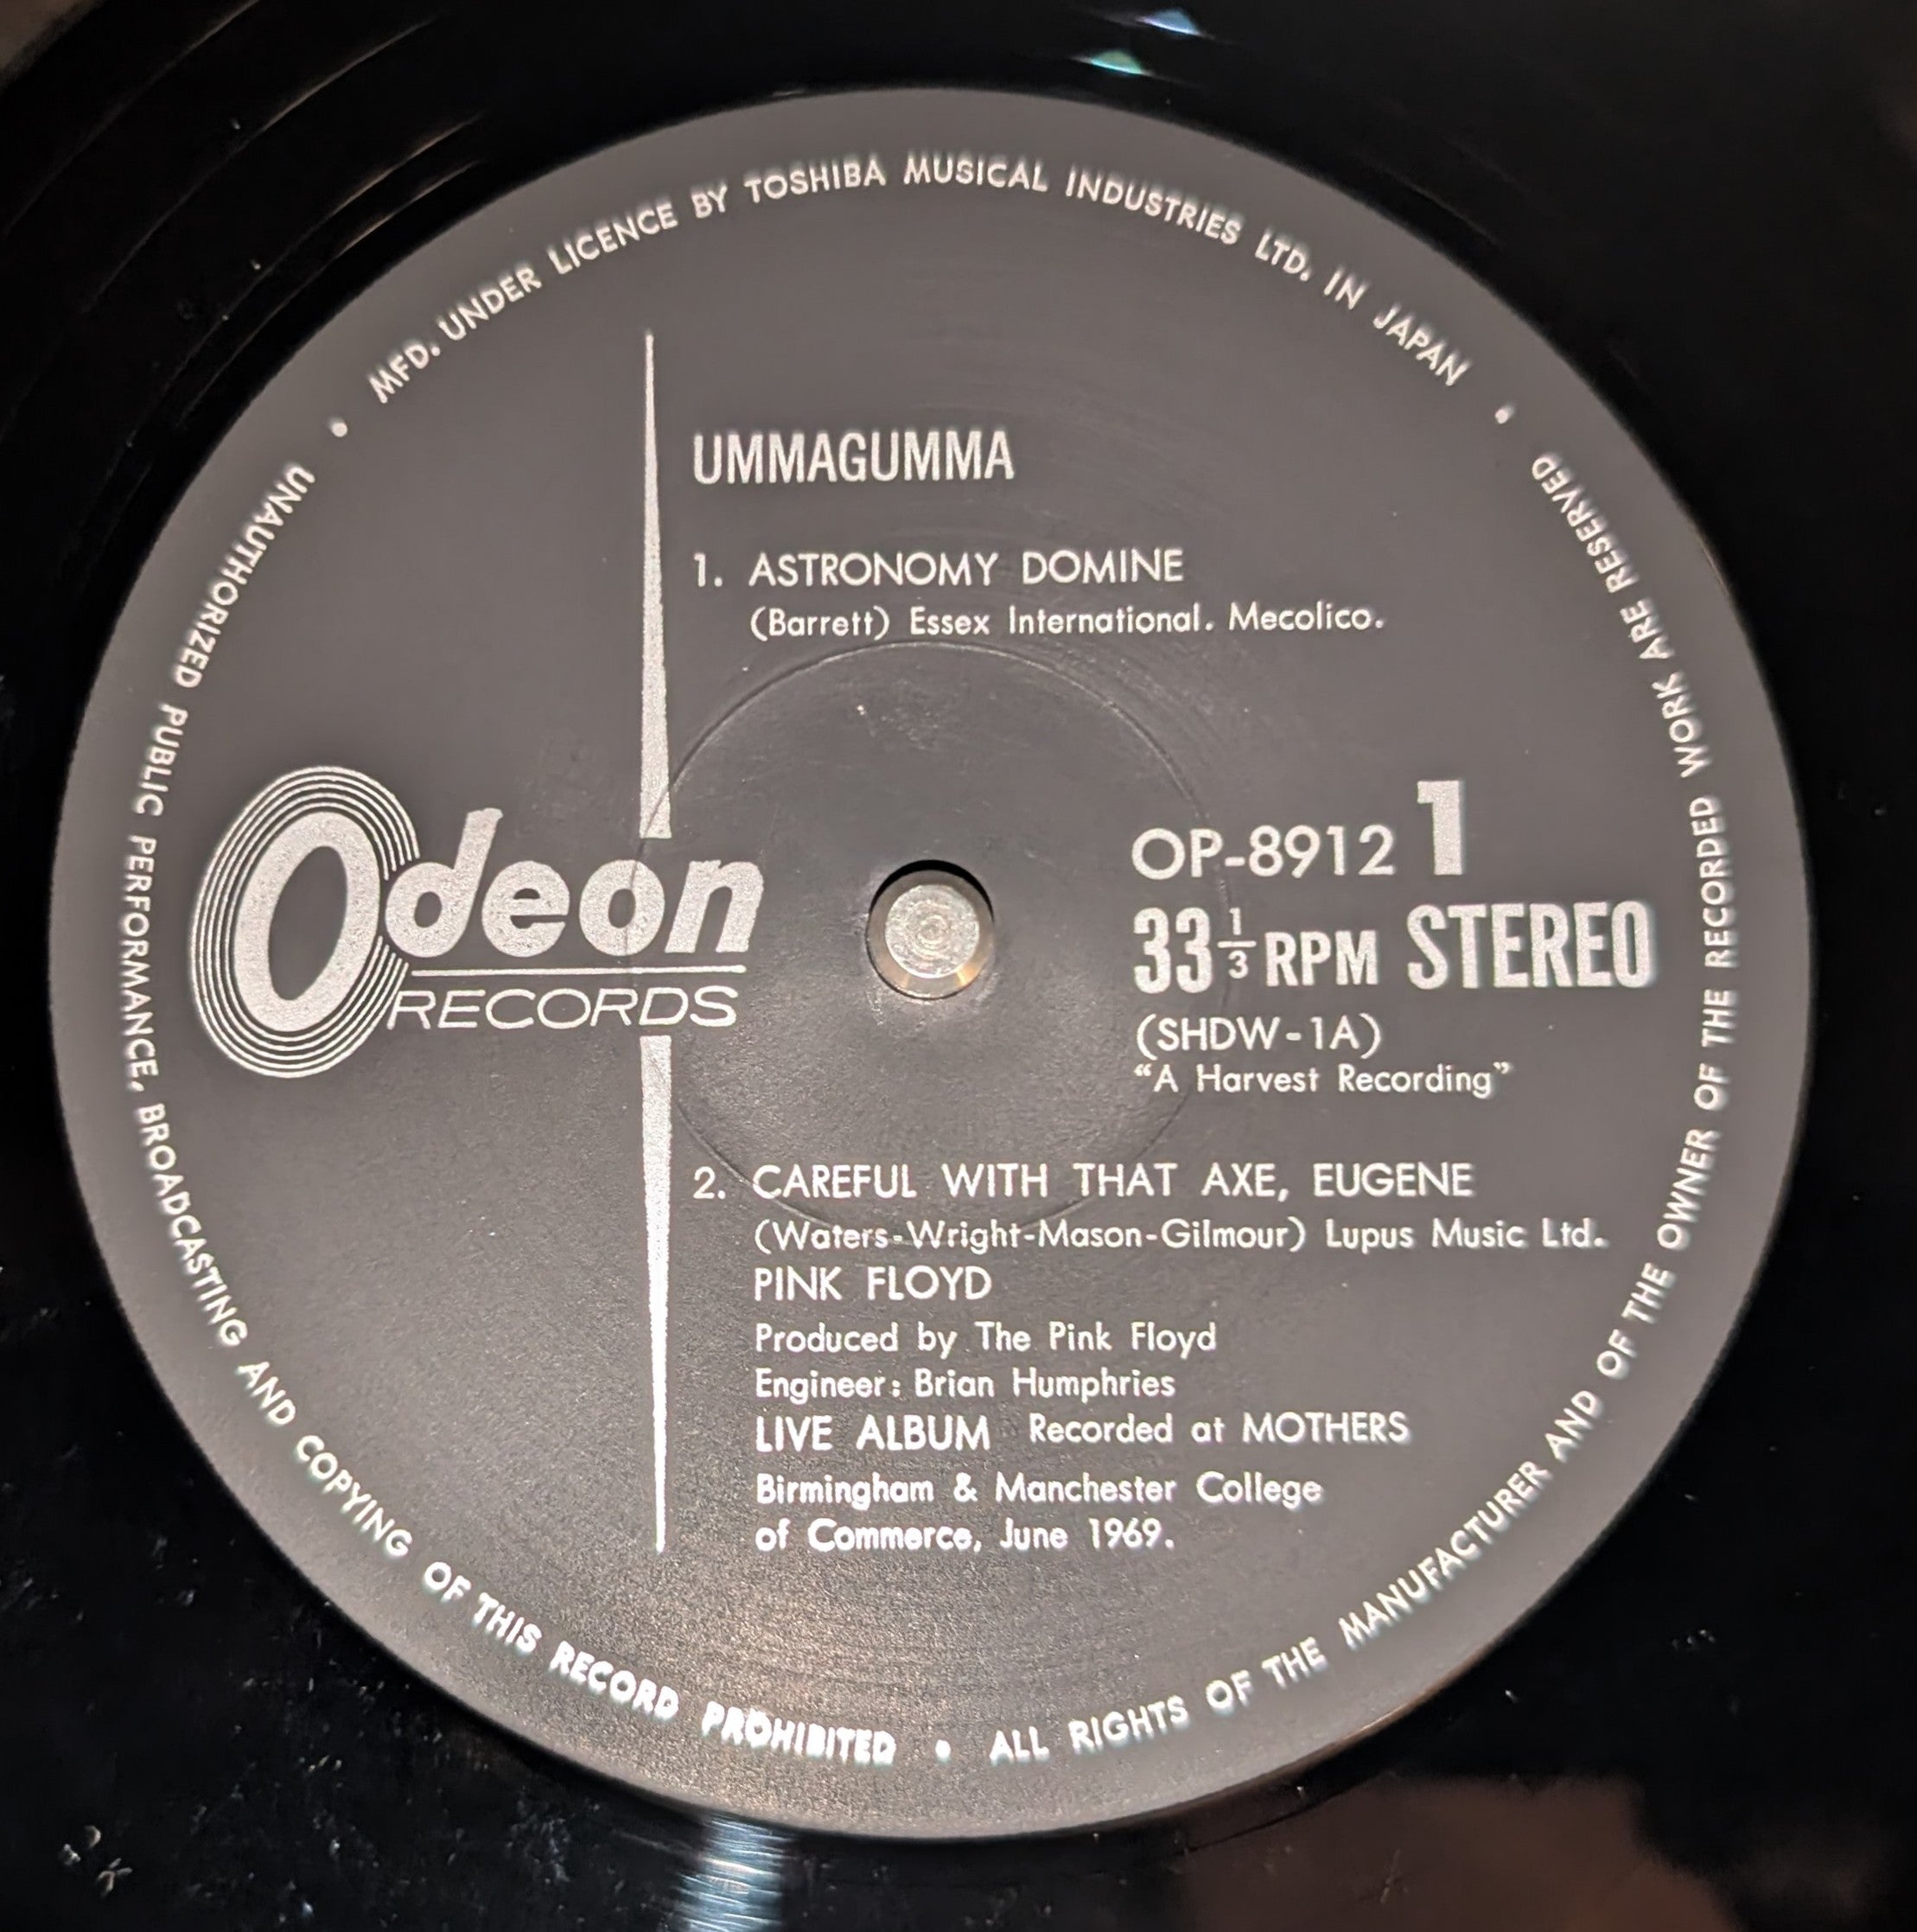 MFD. UNDER LICENCE BY TOSHIBA MUSICAL INDUSTRIES LTD. IN JAPAN •
UMMAGUMMA
1. ASTRONOMY DOMINE
(Barrett) Essex International. Mecolico.
Odeon
RECORDS
OP-8912 1
33 1/3 RPM STEREO
(SHDW-1A)
“A Harvest Recording”
2. CAREFUL WITH THAT AXE, EUGENE
(Waters-Wright-Mason-Gilmour) Lupus Music Ltd.
PINK FLOYD
Produced by The Pink Floyd
Engineer: Brian Humphries
LIVE ALBUM Recorded at MOTHERS
Birmingham & Manchester College
of Commerce, June 1969.
• UNAUTHORIZED PUBLIC PERFORMANCE, BROADCASTING AND COPYING OF THIS RECORD PROHIBITED • ALL RIGHTS OF THE MANUFACTURER AND OF THE OWNER OF THE RECORDED WORK ARE RESERVED